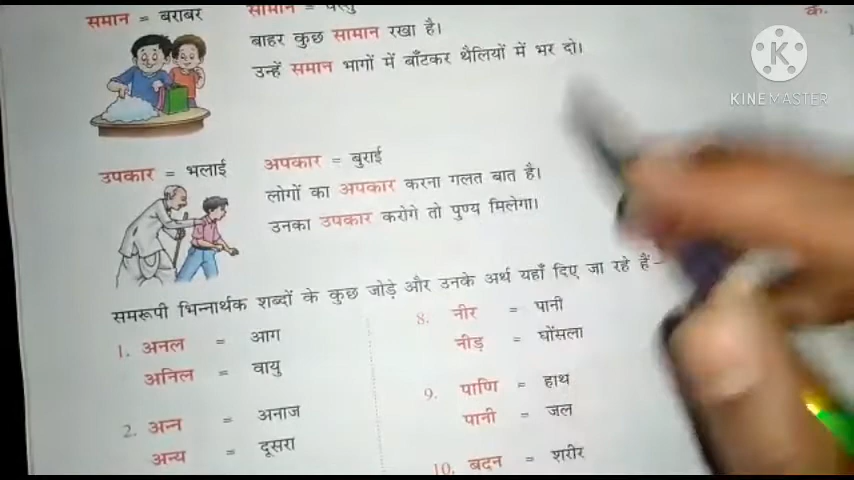 समान = बराबर
सामान = वस्तु
बाहर कुछ सामान रखा है।
उन्हें समान भागों में बाँटकर थैलियों में भर दो।
उपकार = भलाई
अपकार = बुराई
लोगों का अपकार करना गलत बात है।
उनका उपकार करोगे तो पुण्य मिलेगा।
समरूपी भिन्नार्थक शब्दों के कुछ जोड़े और उनके अर्थ यहाँ दिए जा रहे हैं–
1. अनल = आग
अनिल = वायु
2. अन्न = अनाज
अन्य = दूसरा
8. नीर = पानी
नीड़ = घोंसला
9. पाणि = हाथ
पानी = जल
10. बदन = शरीर
क.
K
KINEMASTER